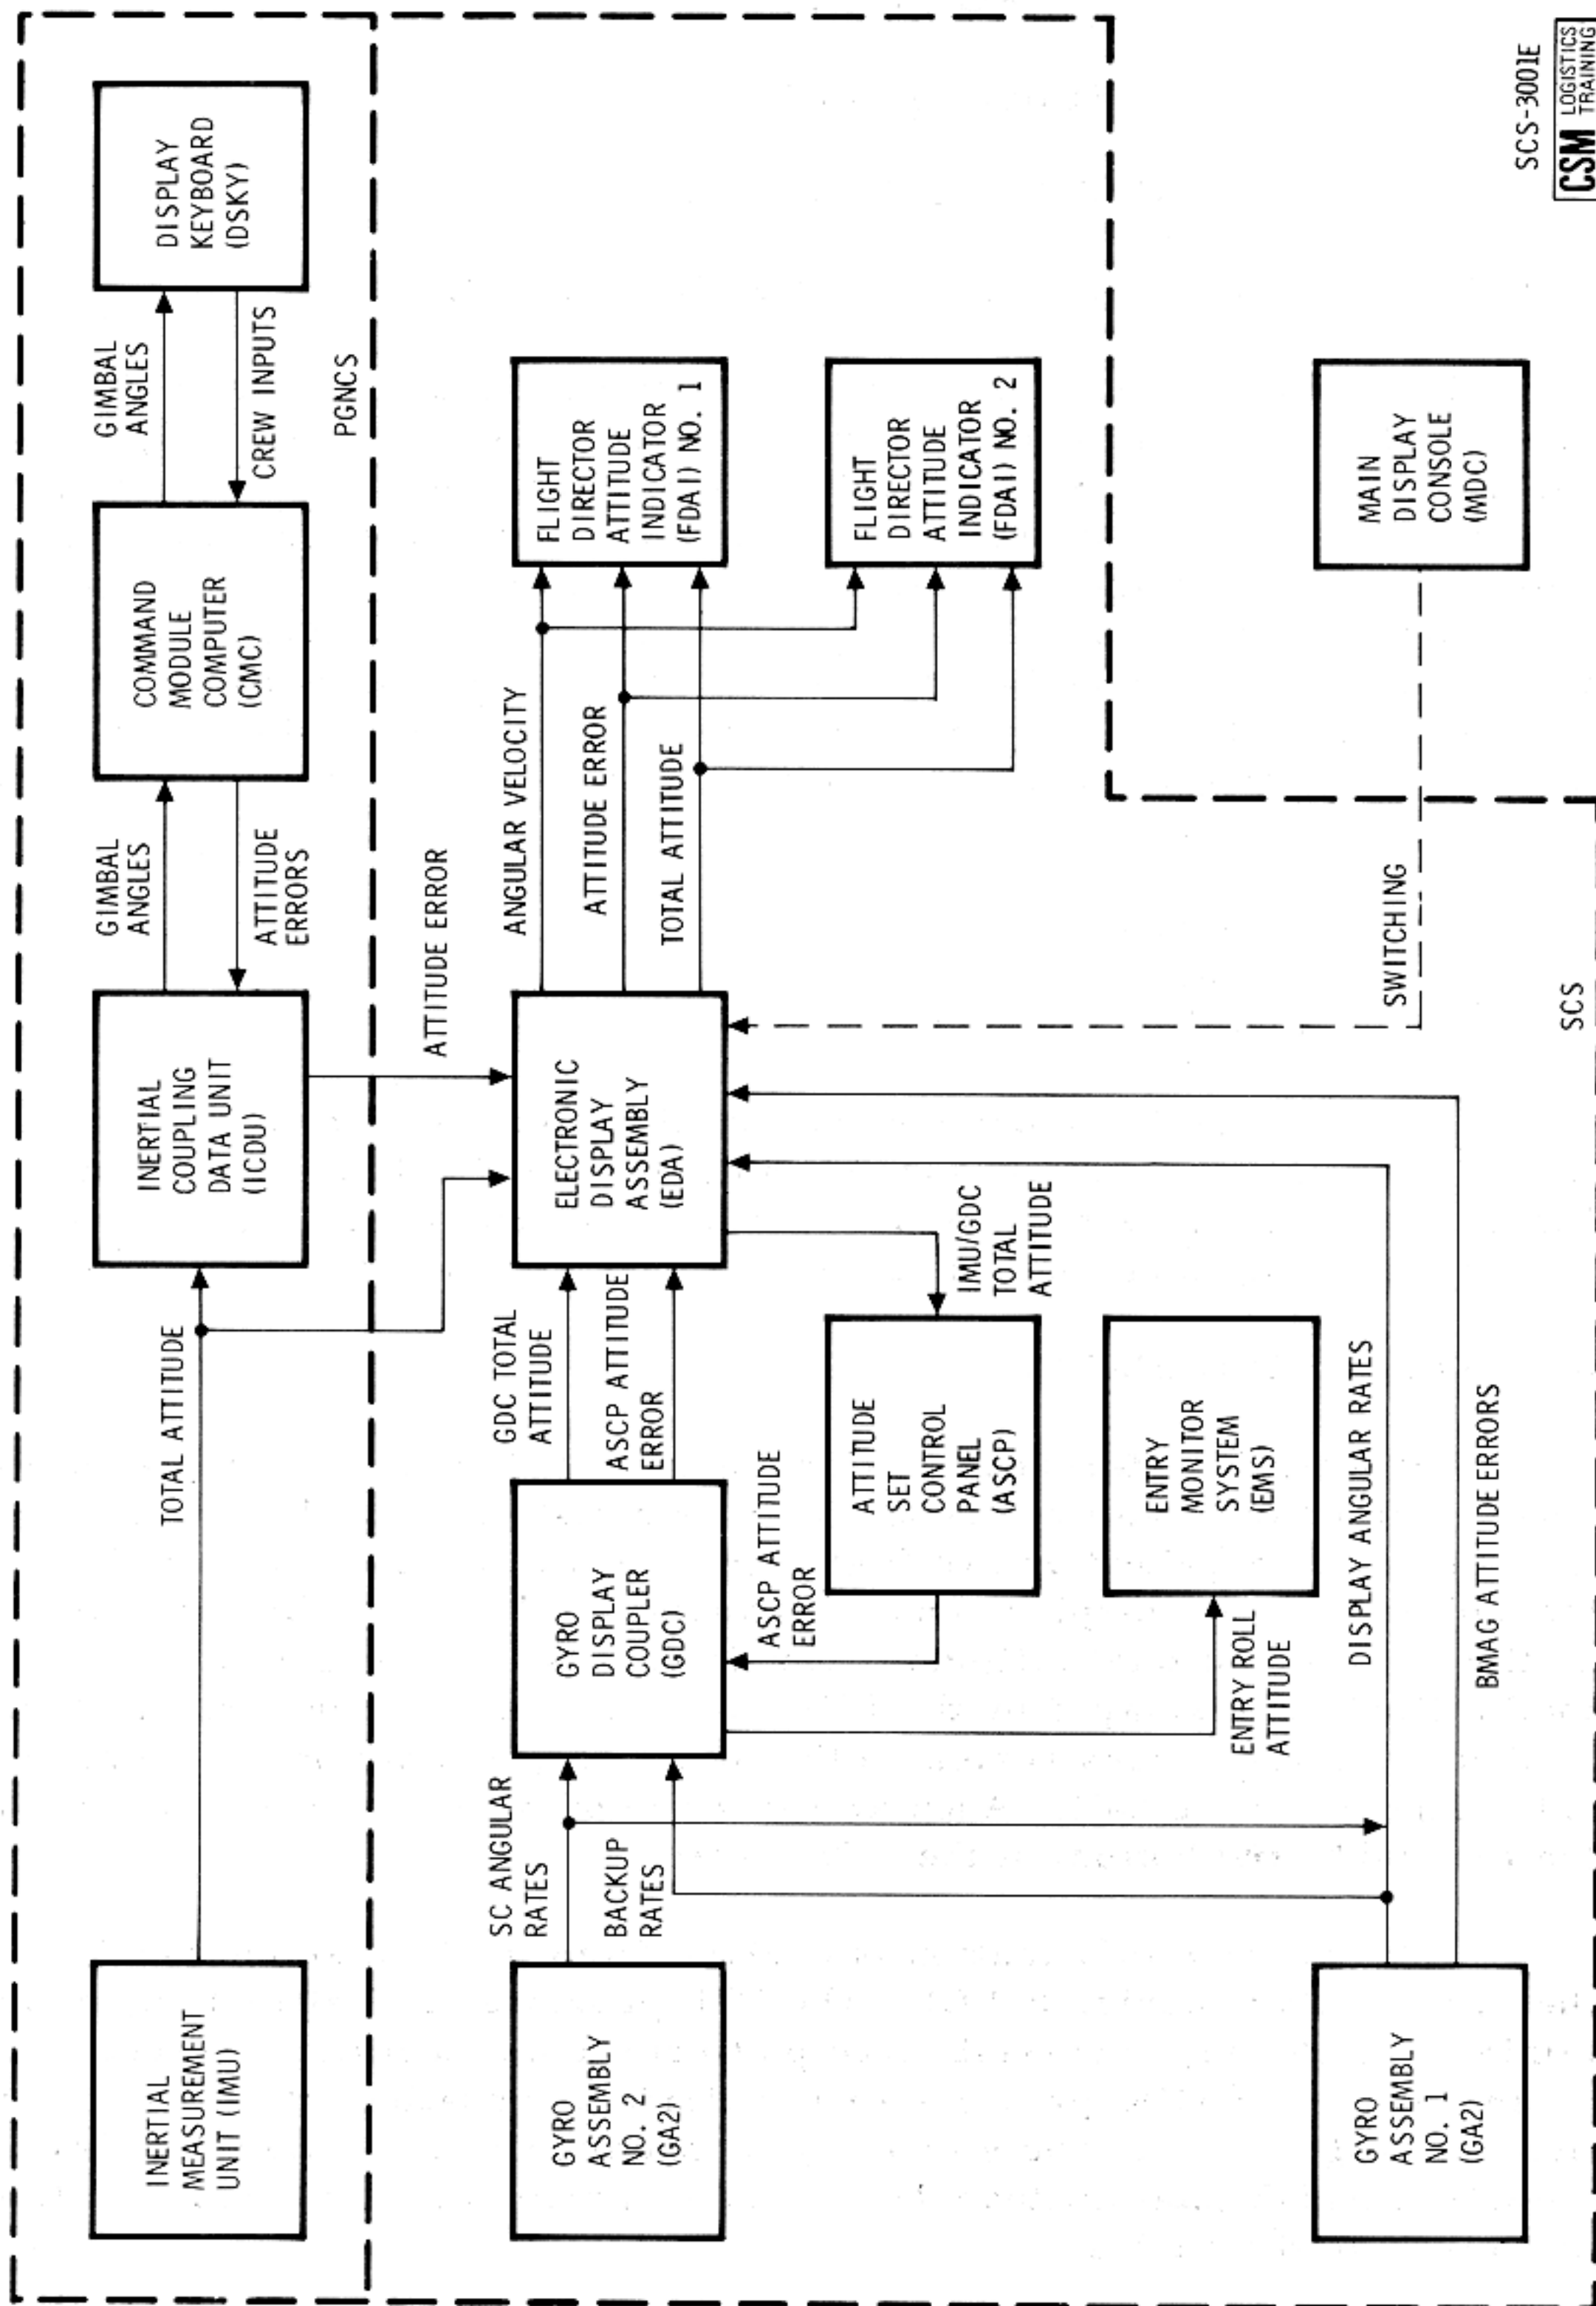 INERTIAL
MEASUREMENT
UNIT (IMU)
TOTAL ATTITUDE
INERTIAL
COUPLING
DATA UNIT
(ICDU)
GIMBAL
ANGLES
ATTITUDE
ERRORS
COMMAND
MODULE
COMPUTER
(CMC)
GIMBAL
ANGLES
CREW INPUTS
DISPLAY
KEYBOARD
(DSKY)
PGNCS
ATTITUDE ERROR
GYRO
ASSEMBLY
NO. 2
(GA2)
SC ANGULAR
RATES
BACKUP
RATES
GYRO
DISPLAY
COUPLER
(GDC)
GDC TOTAL
ATTITUDE
ASCP ATTITUDE
ERROR
ELECTRONIC
DISPLAY
ASSEMBLY
(EDA)
ANGULAR VELOCITY
ATTITUDE ERROR
TOTAL ATTITUDE
FLIGHT
DIRECTOR
ATTITUDE
INDICATOR
(FDAI) NO. 1
ASCP ATTITUDE
ERROR
ATTITUDE
SET
CONTROL
PANEL
(ASCP)
IMU/GDC
TOTAL
ATTITUDE
FLIGHT
DIRECTOR
ATTITUDE
INDICATOR
(FDAI) NO. 2
ENTRY ROLL
ATTITUDE
ENTRY
MONITOR
SYSTEM
(EMS)
DISPLAY ANGULAR RATES
GYRO
ASSEMBLY
NO. 1
(GA2)
BMAG ATTITUDE ERRORS
SWITCHING
MAIN
DISPLAY
CONSOLE
(MDC)
SCS
SCS-3001E
CSM LOGISTICS
TRAINING